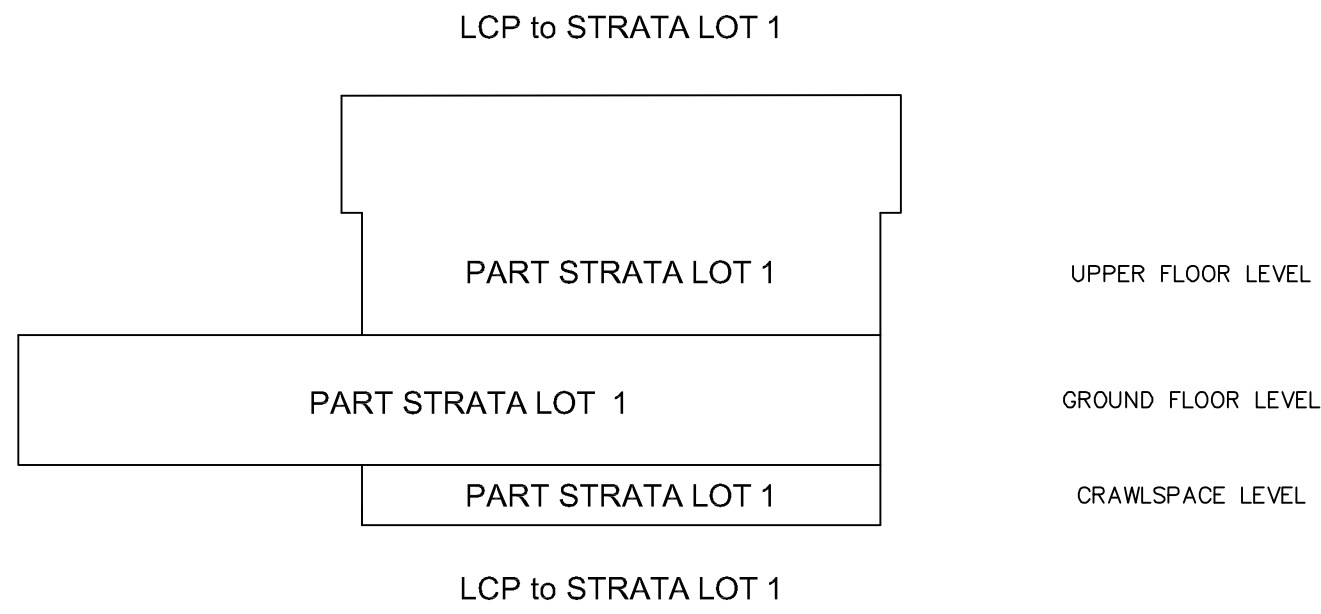 LCP to STRATA LOT 1
PART STRATA LOT 1
UPPER FLOOR LEVEL
PART STRATA LOT 1
GROUND FLOOR LEVEL
PART STRATA LOT 1
CRAWLSPACE LEVEL
LCP to STRATA LOT 1